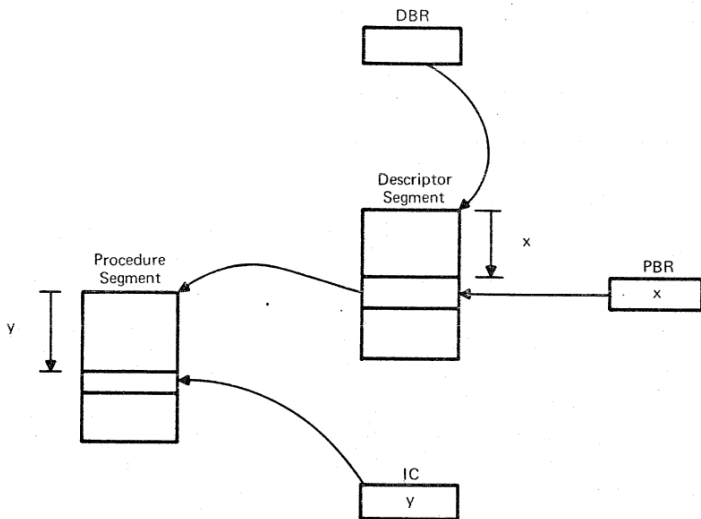 DBR
Descriptor
Segment
x
Procedure
Segment
PBR
x
y
IC
y